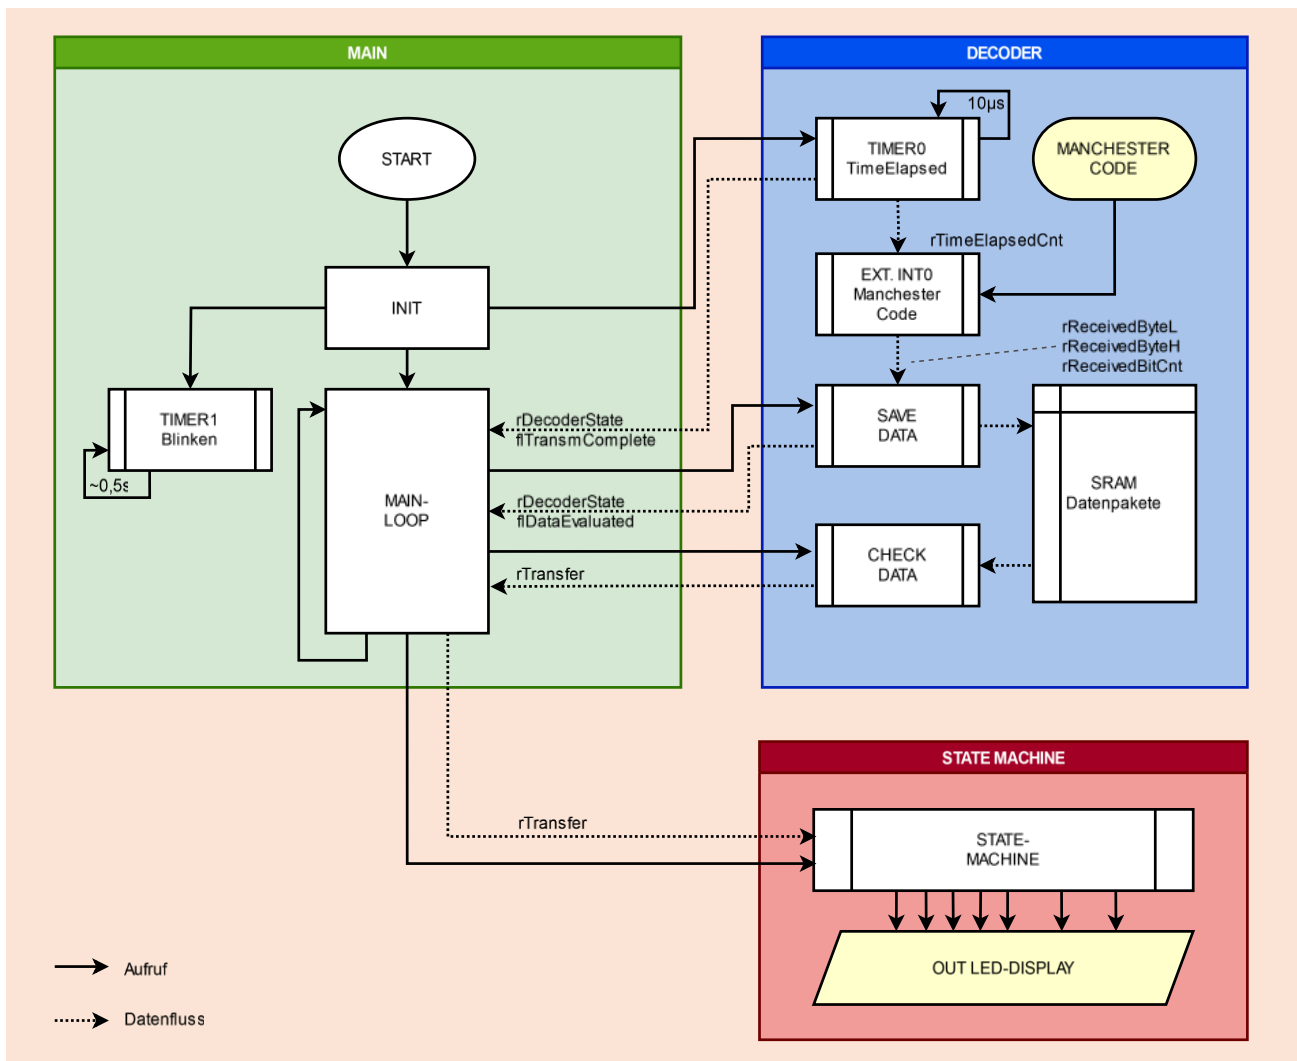 MAIN
START
INIT
TIMER1
Blinken
~0,5s
MAIN-
LOOP
rDecoderState
flTransmComplete
rDecoderState
flDataEvaluated
rTransfer
DECODER
10µs
TIMER0
TimeElapsed
MANCHESTER
CODE
rTimeElapsedCnt
EXT. INT0
Manchester
Code
rReceivedByteL
rReceivedByteH
rReceivedBitCnt
SAVE
DATA
SRAM
Datenpakete
CHECK
DATA
STATE MACHINE
rTransfer
STATE-
MACHINE
OUT LED-DISPLAY
Aufruf
Datenfluss